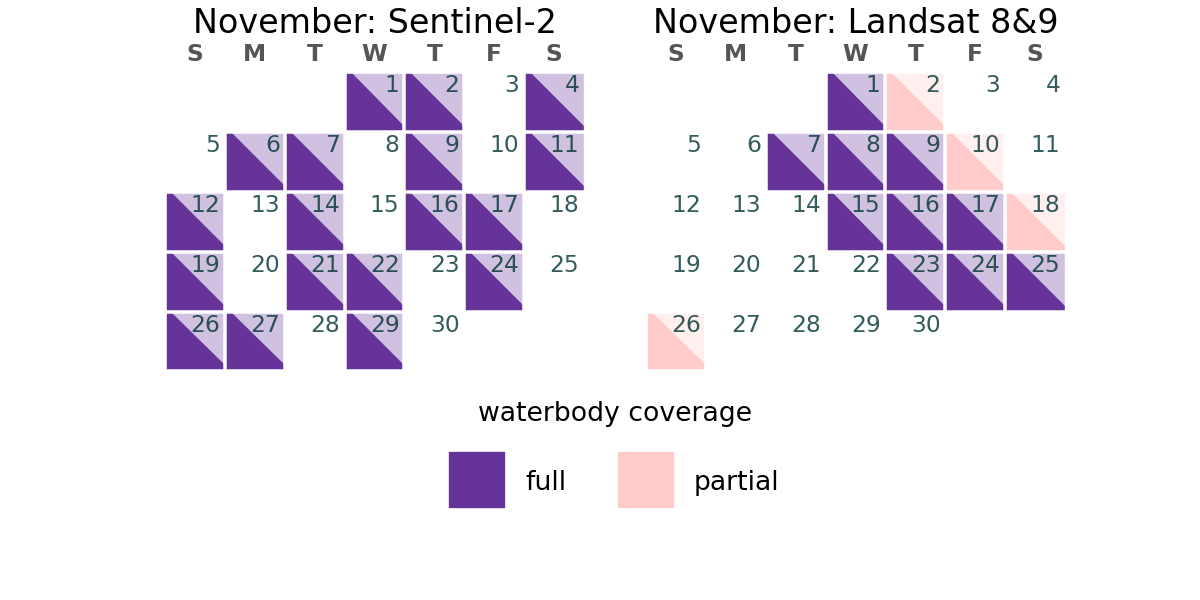 November: Sentinel-2
S M T W T F S
1 2 3 4
5 6 7 8 9 10 11
12 13 14 15 16 17 18
19 20 21 22 23 24 25
26 27 28 29 30
November: Landsat 8&9
S M T W T F S
1 2 3 4
5 6 7 8 9 10 11
12 13 14 15 16 17 18
19 20 21 22 23 24 25
26 27 28 29 30
waterbody coverage
full partial